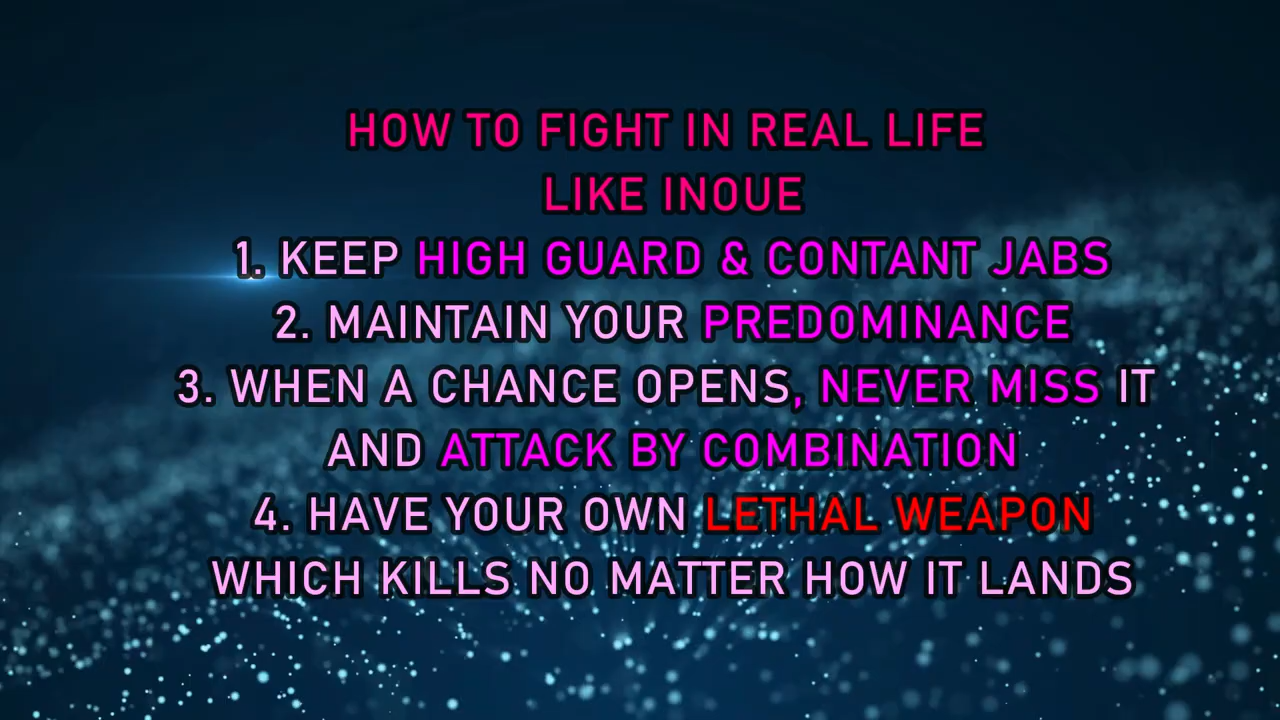 HOW TO FIGHT IN REAL LIFE
LIKE INOUE
1. KEEP HIGH GUARD & CONTANT JABS
2. MAINTAIN YOUR PREDOMINANCE
3. WHEN A CHANCE OPENS, NEVER MISS IT
AND ATTACK BY COMBINATION
4. HAVE YOUR OWN LETHAL WEAPON
WHICH KILLS NO MATTER HOW IT LANDS